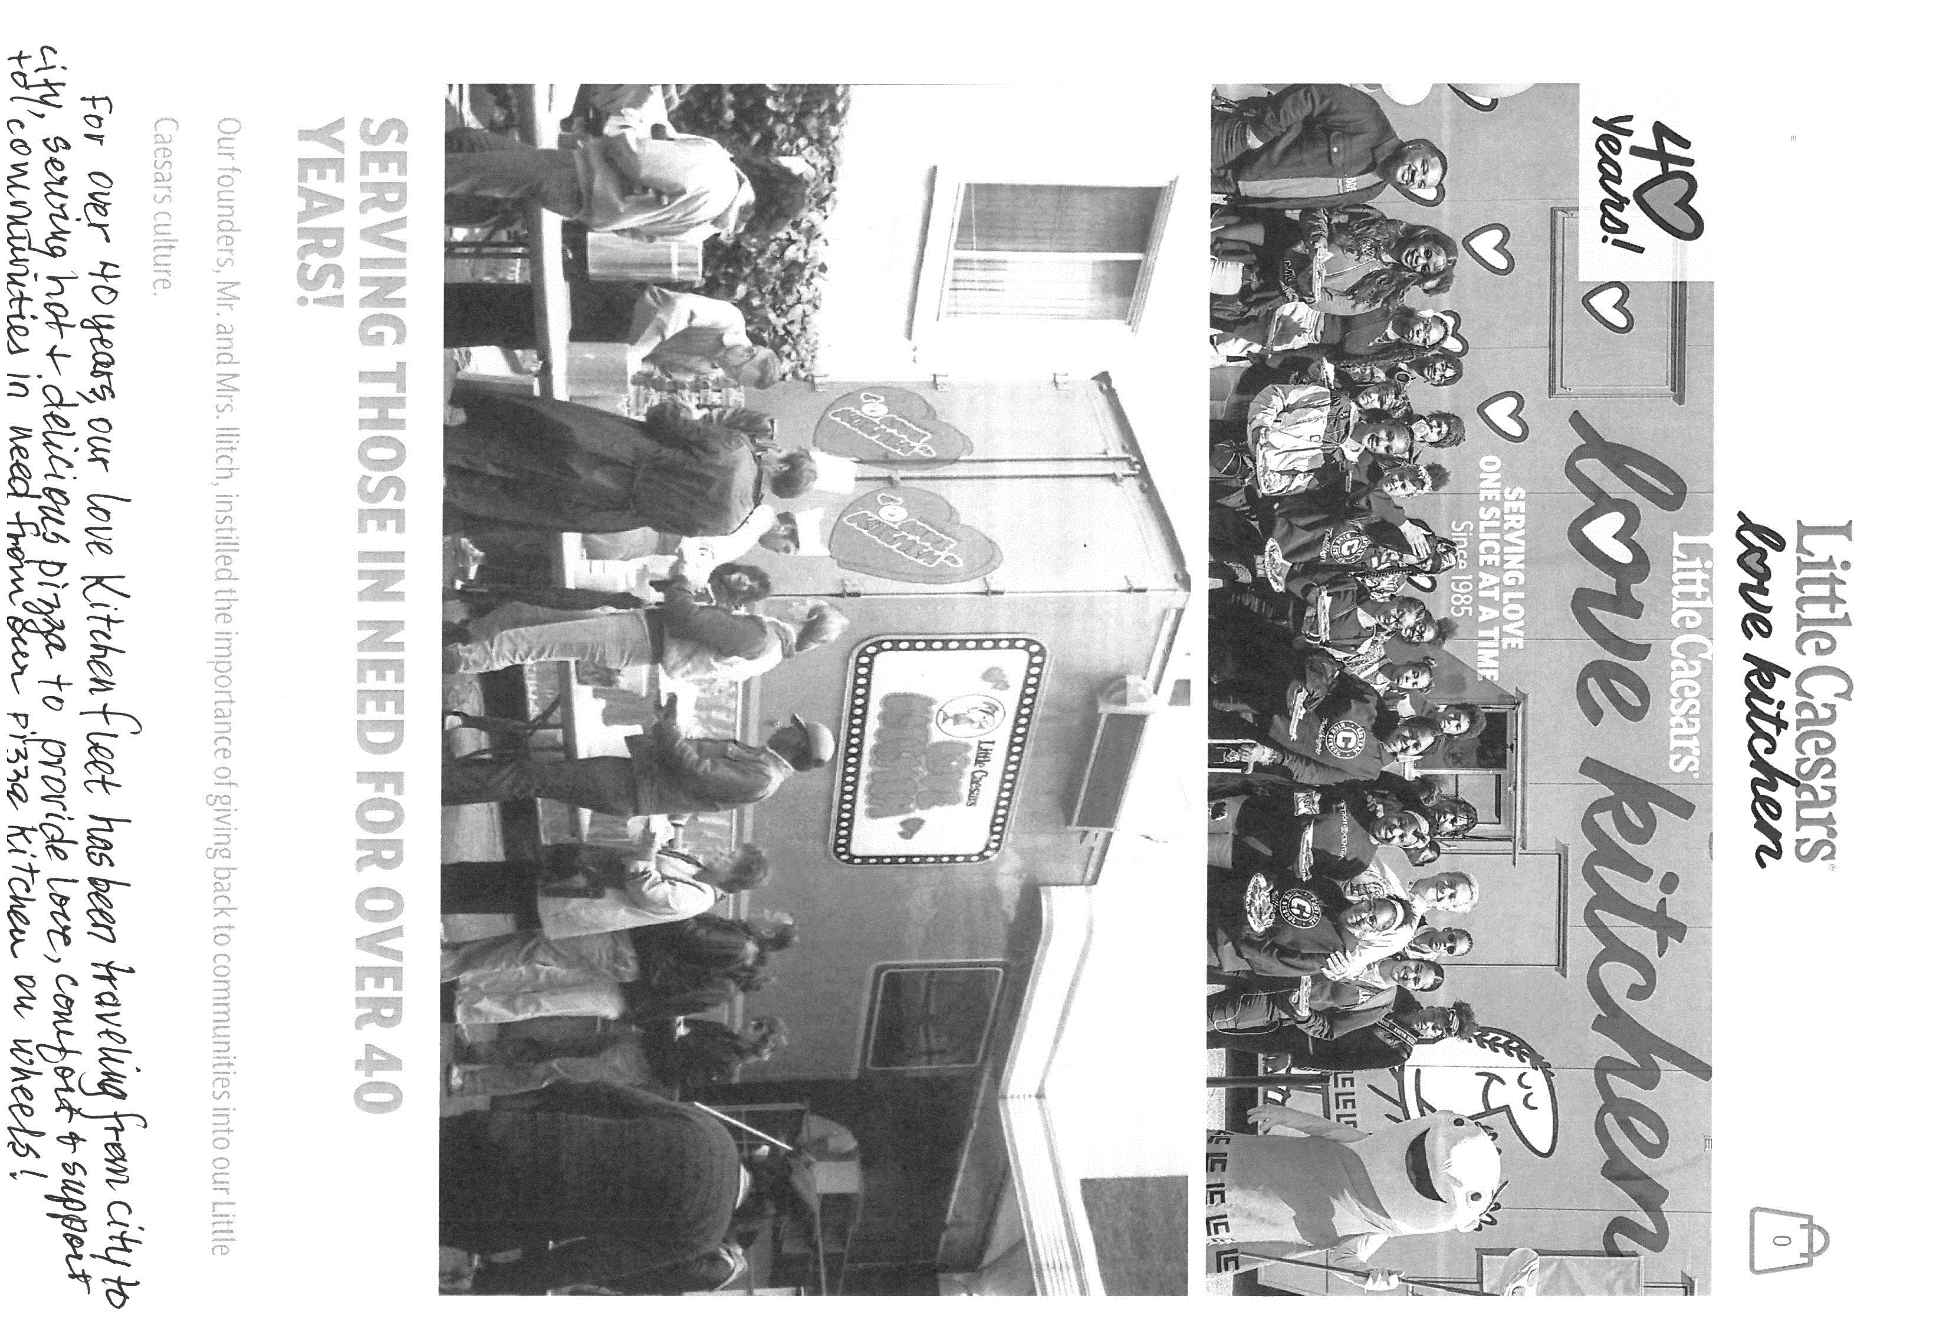 Little Caesars
love kitchen
0
40
years!
Little Caesars
love kitchen
SERVING LOVE
ONE SLICE AT A TIME
Since 1985
Little Caesars
SERVING THOSE IN NEED FOR OVER 40
YEARS!
Our founders, Mr. and Mrs. Ilitch, instilled the importance of giving back to communities into our Little
Caesars culture.
For over 40 years, our love Kitchen fleet has been traveling from city to
city, serving hot + delicious pizza to provide love, comfort + support
to communities in need from our pizza kitchen on wheels!